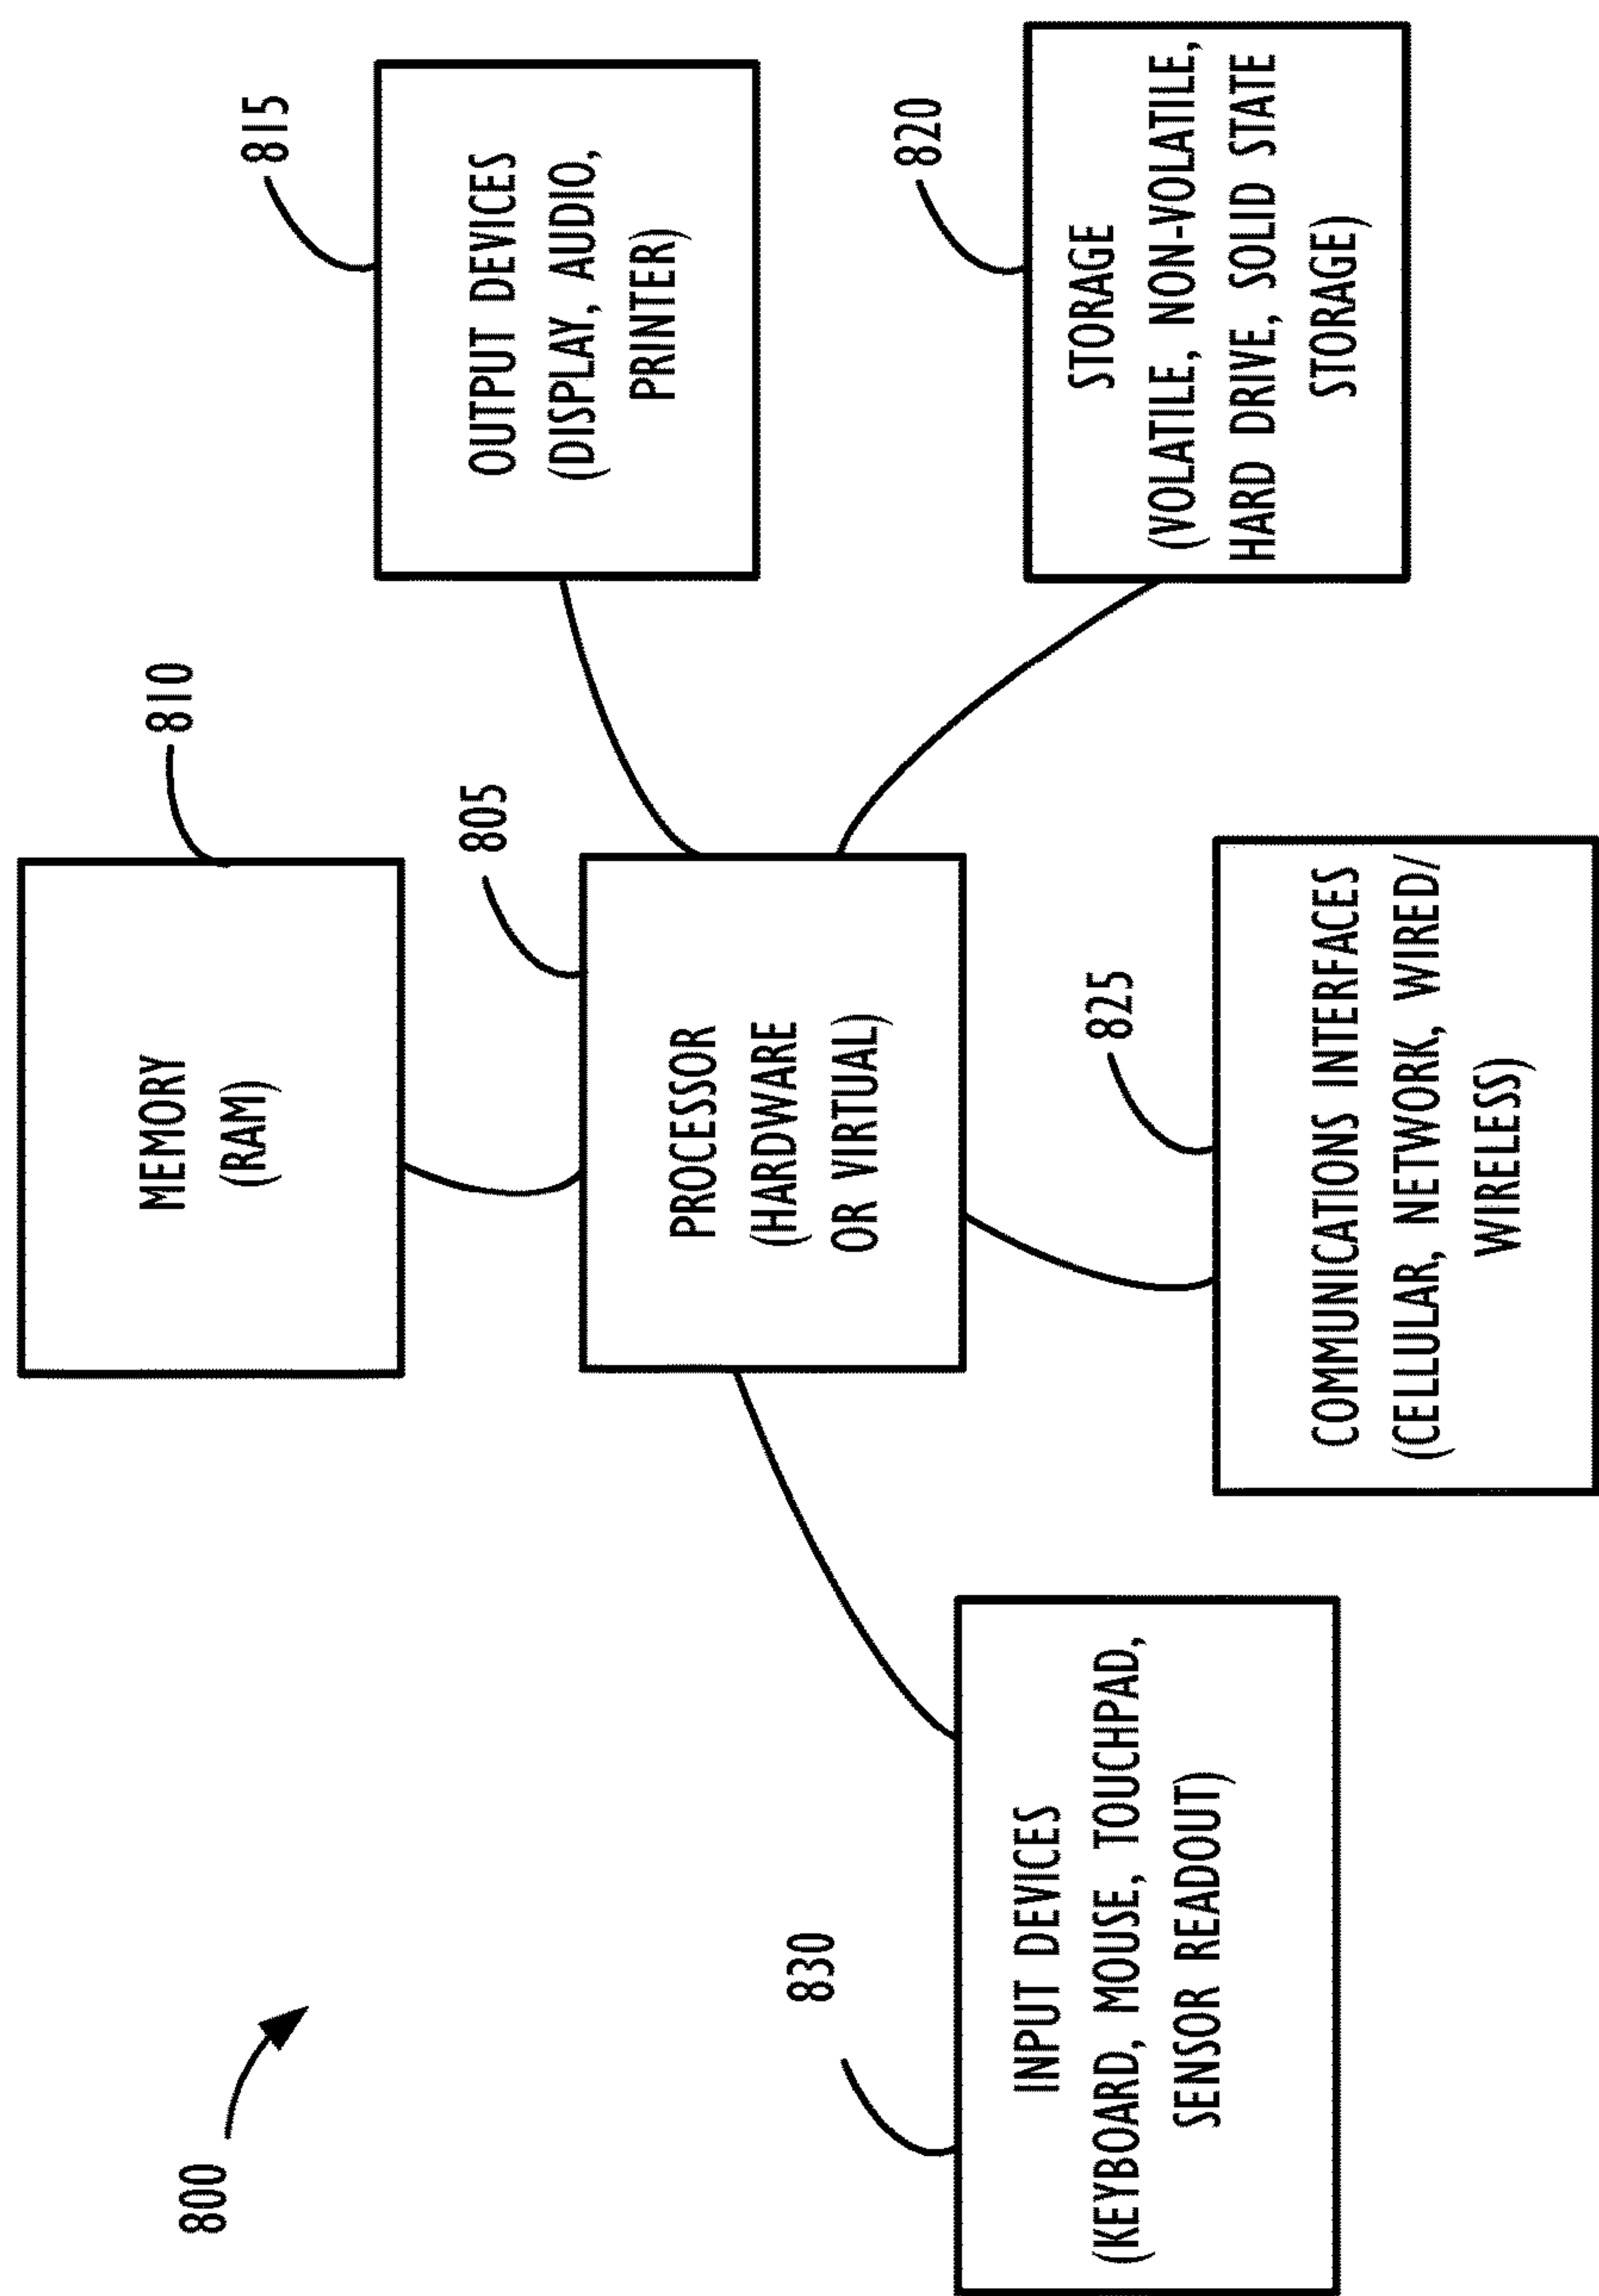 800
MEMORY
(RAM)
810
PROCESSOR
(HARDWARE
OR VIRTUAL)
805
OUTPUT DEVICES
(DISPLAY, AUDIO,
PRINTER)
815
STORAGE
(VOLATILE, NON-VOLATILE,
HARD DRIVE, SOLID STATE
STORAGE)
820
COMMUNICATIONS INTERFACES
(CELLULAR, NETWORK, WIRED/
WIRELESS)
825
INPUT DEVICES
(KEYBOARD, MOUSE, TOUCHPAD,
SENSOR READOUT)
830